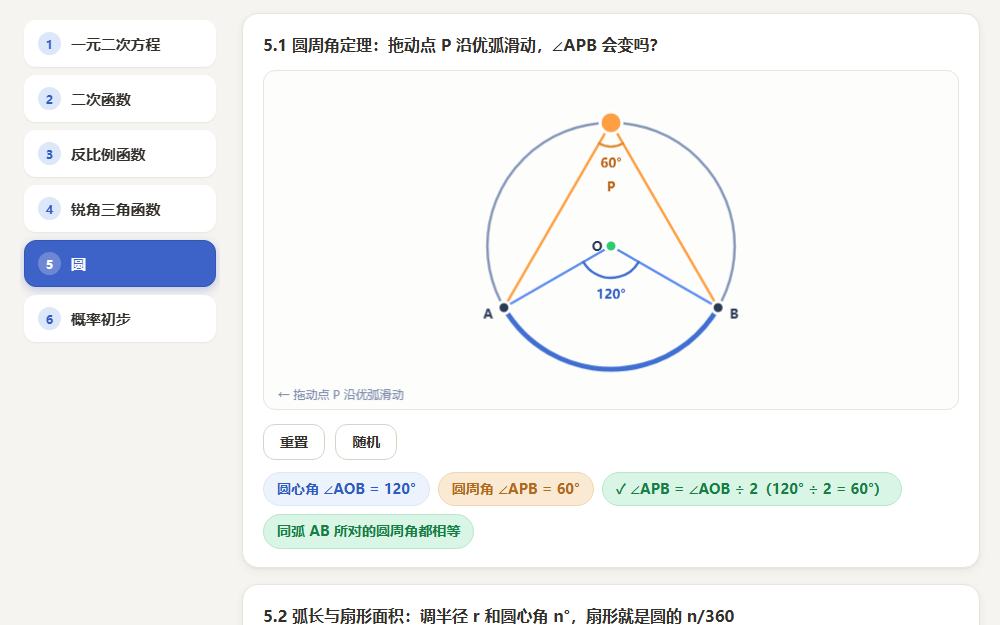 1 一元二次方程
2 二次函数
3 反比例函数
4 锐角三角函数
5 圆
6 概率初步
5.1 圆周角定理：拖动点 P 沿优弧滑动，∠APB 会变吗？
60°
P
O
120°
A
B
← 拖动点 P 沿优弧滑动
重置 随机
圆心角 ∠AOB = 120° 圆周角 ∠APB = 60° ✓ ∠APB = ∠AOB ÷ 2（120° ÷ 2 = 60°）
同弧 AB 所对的圆周角都相等
5.2 弧长与扇形面积：调半径 r 和圆心角 n°，扇形就是圆的 n/360